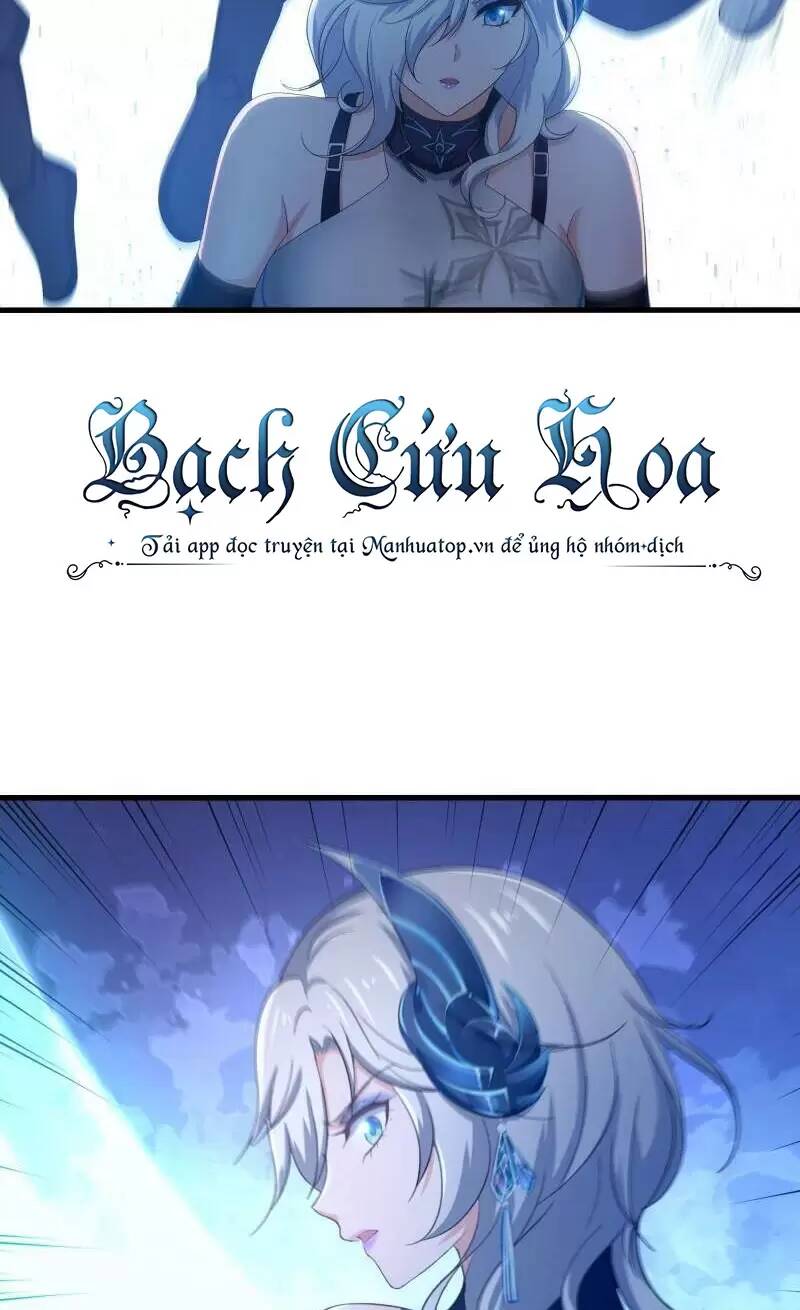 Bạch Cửu Hoa
Tải app đọc truyện tại Manhuatop.vn để ủng hộ nhóm dịch